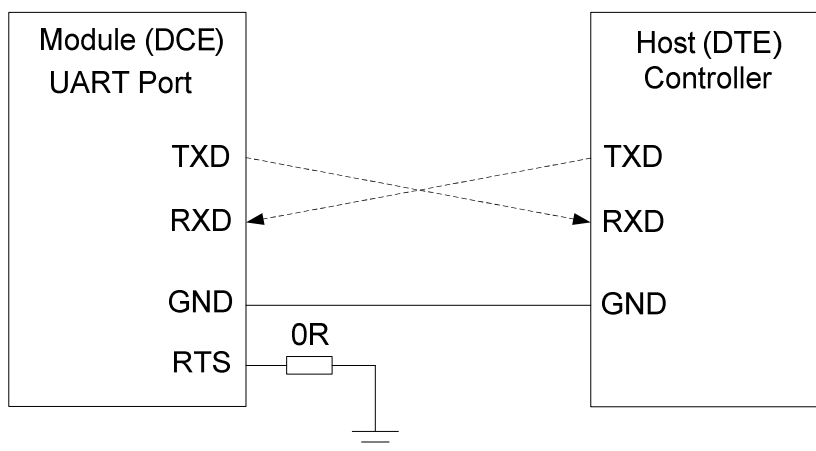 Module (DCE)
UART Port
TXD
RXD
GND
RTS
0R
Host (DTE)
Controller
TXD
RXD
GND